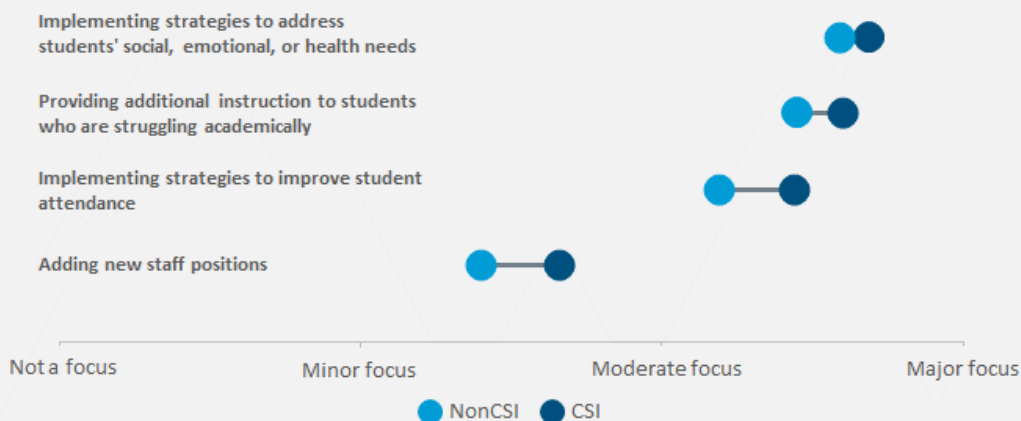 Implementing strategies to address
students' social, emotional, or health needs
Providing additional instruction to students
who are struggling academically
Implementing strategies to improve student
attendance
Adding new staff positions
Not a focus
Minor focus
Moderate focus
Major focus
NonCSI
CSI